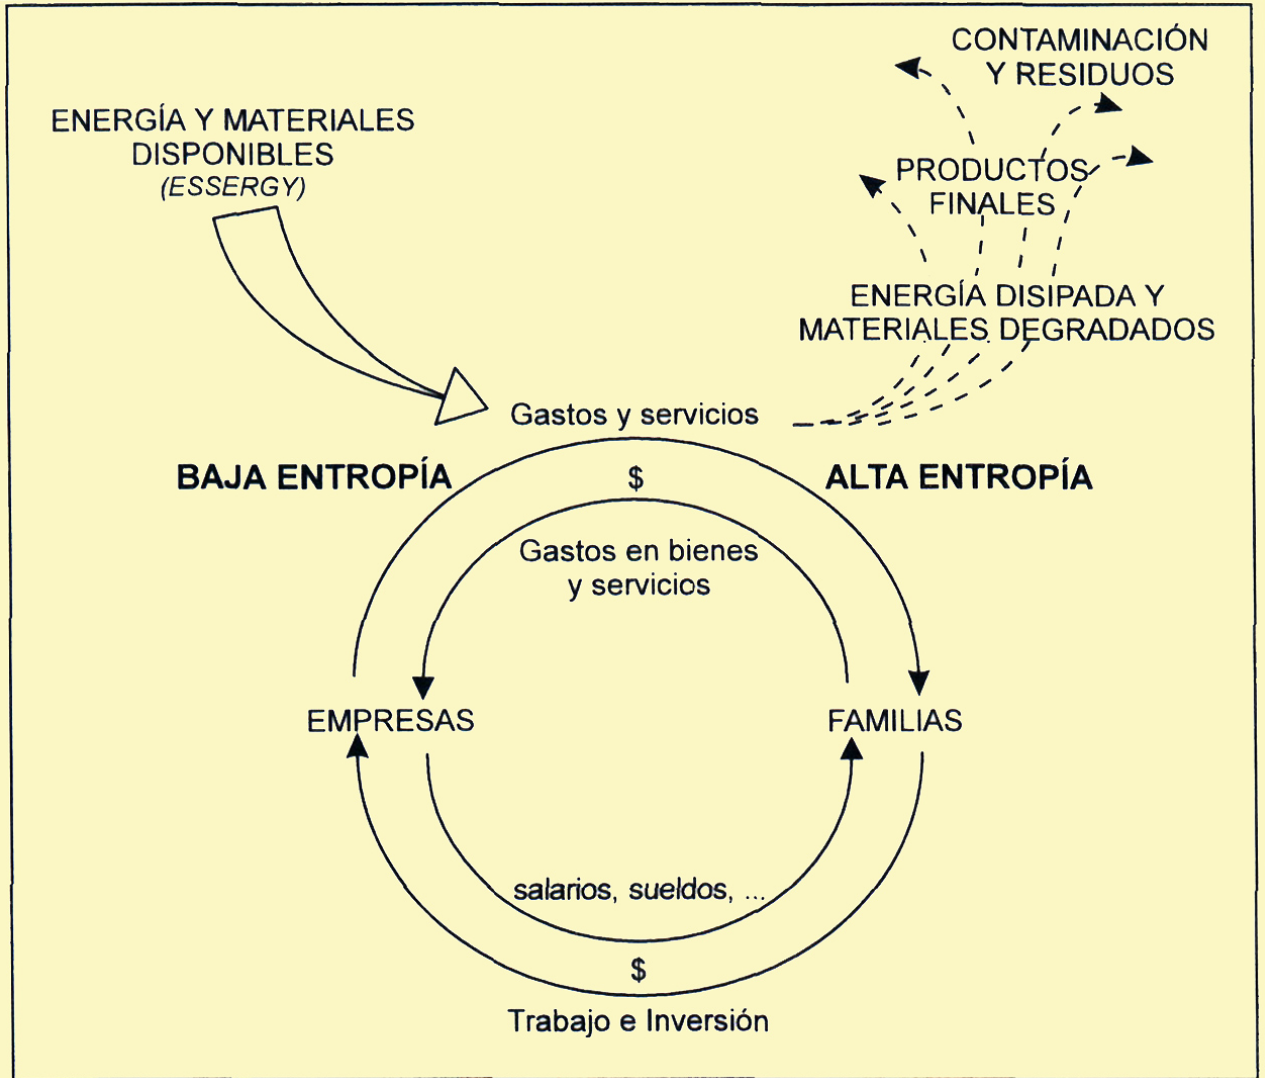 CONTAMINACIÓN
Y RESIDUOS
ENERGÍA Y MATERIALES
DISPONIBLES
(ESSERGY)
PRODUCTOS
FINALES
ENERGÍA DISIPADA Y
MATERIALES DEGRADADOS
Gastos y servicios
BAJA ENTROPÍA
$
ALTA ENTROPÍA
Gastos en bienes
y servicios
EMPRESAS
FAMILIAS
salarios, sueldos, ...
$
Trabajo e Inversión